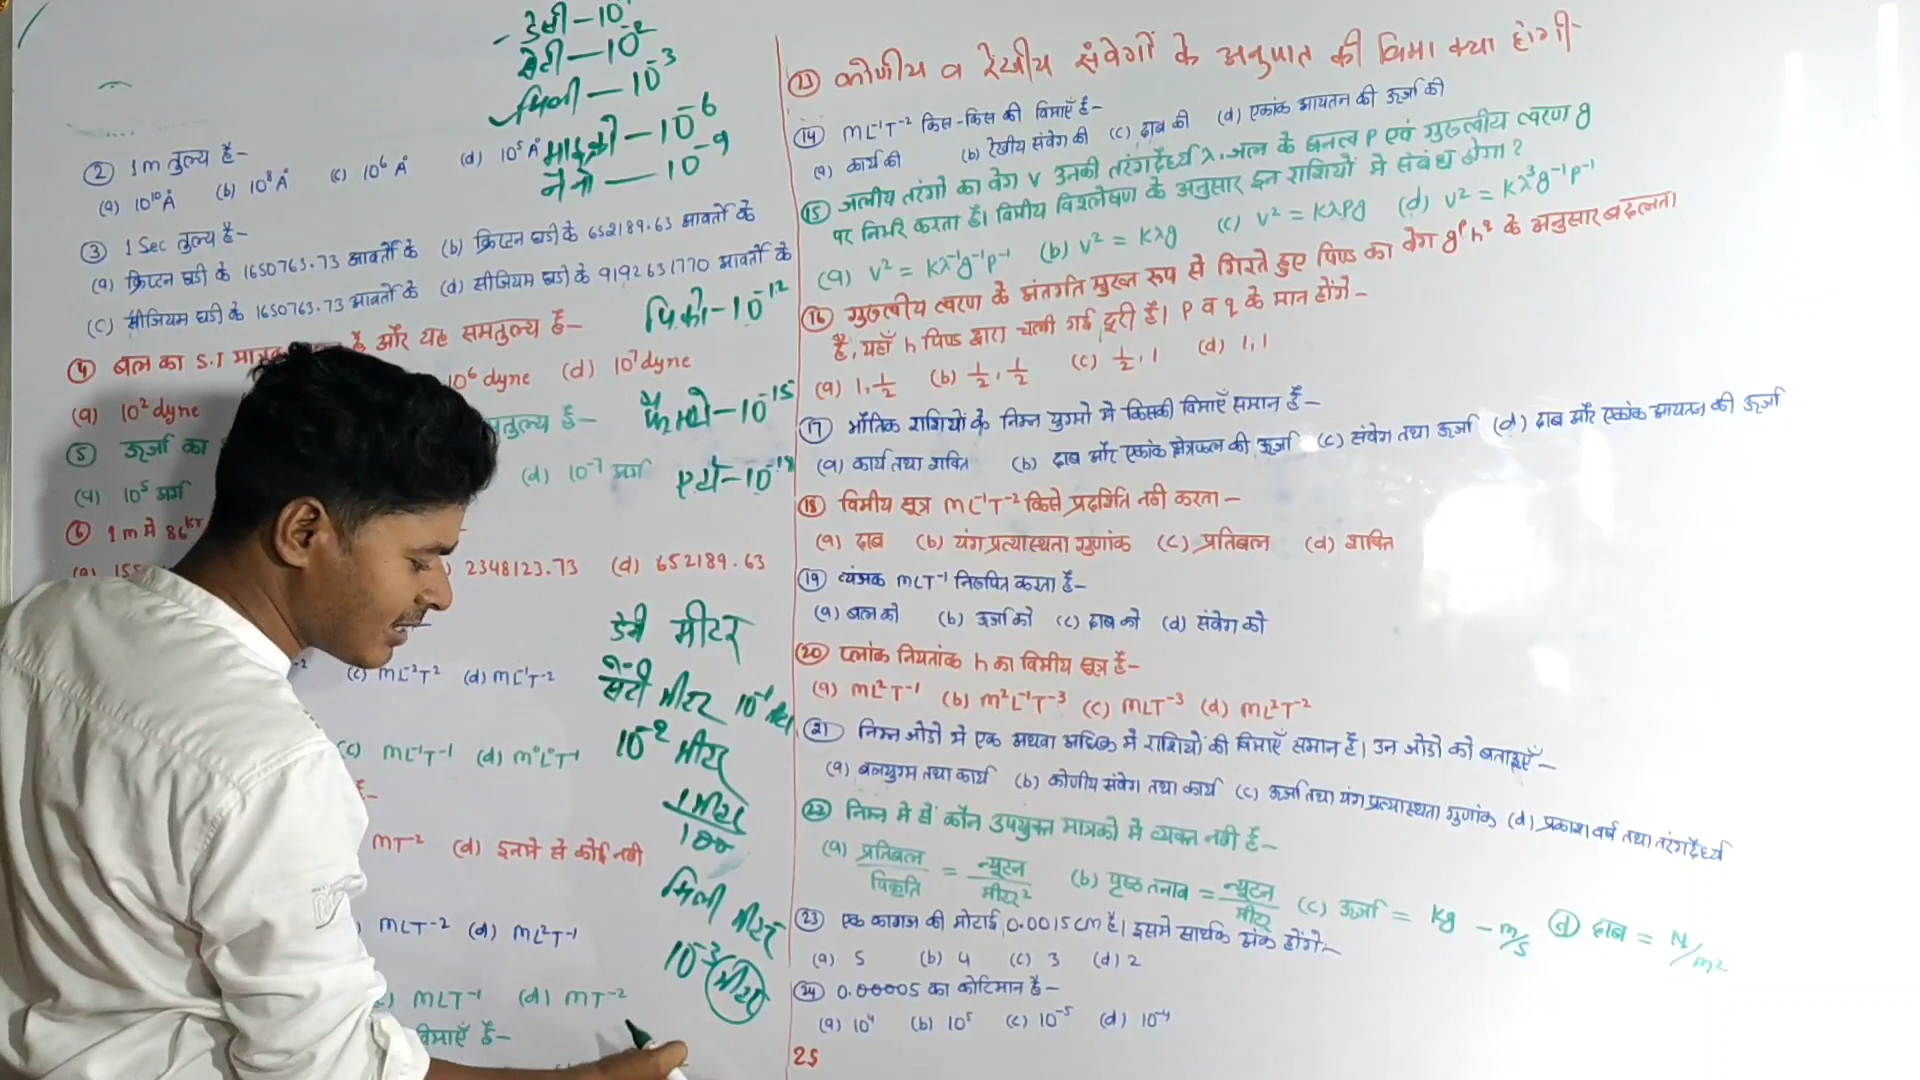 डेसी – 10
सेंटी – 10⁻²
मिली – 10⁻³
माइक्रो – 10⁻⁶
नेनो – 10⁻⁹
② 1m तुल्य है –
(a) 10¹⁰Å (b) 10⁸Å (c) 10⁶Å (d) 10⁵Å
③ 1 Sec तुल्य है –
(a) क्रिप्टन घडी के 1650763.73 आवर्तो के (b) क्रिप्टन घडी के 652189.63 आवर्तो के
(c) सीजियम घडी के 1650763.73 आवर्तो के (d) सीजियम घडी के 9192631770 आवर्तो के
पिको – 10⁻¹²
④ बल का S.I है और यह समतुल्य है –
(a) 10² dyne 10⁶ dyne (d) 10⁷ dyne
फेम्टो – 10⁻¹⁵
⑤ ऊर्जा का है –
(a) 10⁵ अर्ग (d) 10⁻⁷ अर्ग
10⁻¹⁸
⑥ 1m मे 86
2348123.73 (d) 652189.63
डेसी मीटर
सेंटी मीटर 10⁻¹
10⁻² मीटर
1 मीटर
100
मिली मीटर
10⁻³ मीटर
(c) ML⁻²T² (d) ML⁻¹T⁻²
(c) ML⁻¹T⁻¹ (d) M⁰L⁰T⁻¹
MT⁻² (d) इनमे से कोई नही
MLT⁻² (d) ML²T⁻¹
MLT⁻¹ (d) MT⁻²
विमाएँ है –
⑬ कोणीय व रेखीय संवेगों के अनुपात की विमा क्या होगी –
⑭ ML⁻¹T⁻² किस-किस की विमाएँ है –
(a) कार्य की (b) रेखीय संवेग की (c) दाब की (d) एकांक आयतन की ऊर्जा की
⑮ जलीय तरंगो का वेग v उनकी तरंगदैर्ध्य λ, जल के घनत्व P एवं गुरुत्वीय त्वरण g
पर निर्भर करता है। विमीय विश्लेषण के अनुसार इन राशियों मे संबंध होगा ?
(a) v² = Kλ⁻¹g⁻¹p⁻¹ (b) v² = Kλg (c) v² = KλPg (d) v² = Kλ³g⁻¹p⁻¹
⑯ गुरुत्वीय त्वरण के अंतर्गत मुक्त रूप से गिरते हुए पिण्ड का वेग gᵖh^q के अनुसार बदलता
है, यहाँ h पिण्ड द्वारा चली गई दूरी है। P व q के मान होंगे –
(a) 1, 1/2 (b) 1/2, 1/2 (c) 1/2, 1 (d) 1, 1
⑰ भौतिक राशियों के निम्न युग्मो मे किसकी विमाएँ समान है –
(a) कार्य तथा शक्ति (b) दाब और एकांक क्षेत्रफल की ऊर्जा (c) संवेग तथा ऊर्जा (d) दाब और एकांक आयतन की ऊर्जा
⑱ विमीय सूत्र ML⁻¹T⁻² किसे प्रदर्शित नही करता –
(a) दाब (b) यंग प्रत्यास्थता गुणांक (c) प्रतिबल (d) शक्ति
⑲ व्यंजक MLT⁻¹ निरूपित करता है –
(a) बल को (b) ऊर्जा को (c) दाब को (d) संवेग को
⑳ प्लांक नियतांक h का विमीय सूत्र है –
(a) ML²T⁻¹ (b) M²L⁻¹T⁻³ (c) MLT⁻³ (d) ML²T⁻²
㉑ निम्न जोडो मे एक अथवा अधिक मे राशियों की विमाएँ समान है। उन जोडो को बताइएँ –
(a) बलयुग्म तथा कार्य (b) कोणीय संवेग तथा कार्य (c) ऊर्जा तथा यंग प्रत्यास्थता गुणांक (d) प्रकाश वर्ष तथा तरंगदैर्ध्य
㉒ निम्न मे से कौन उपयुक्त मात्रको मे व्यक्त नही है –
(a) प्रतिबल/विकृति = न्यूटन/मीटर² (b) पृष्ठ तनाव = न्यूटन/मीटर (c) ऊर्जा = kg – m/s (d) दाब = N/m²
㉓ एक कागज की मोटाई 0.0015 cm है। इसमे सार्थक अंक होंगे –
(a) 5 (b) 4 (c) 3 (d) 2
㉔ 0.00005 का कोटिमान है –
(a) 10⁴ (b) 10⁵ (c) 10⁻⁵ (d) 10⁻⁴
25